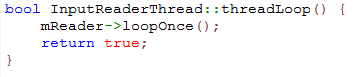 bool InputReaderThread::threadLoop() {
    mReader->loopOnce();
    return true;
}